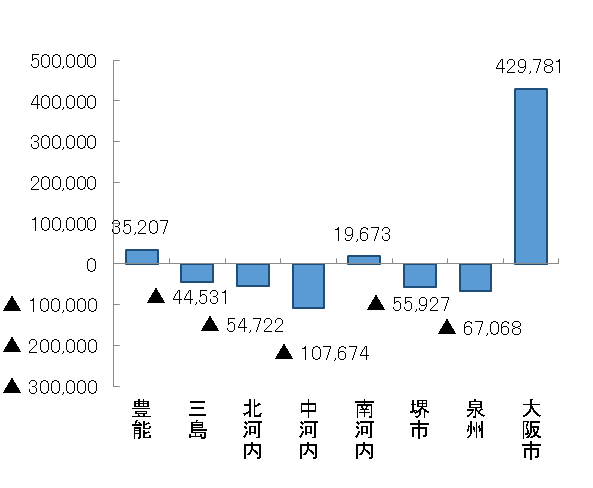 500,000
400,000
300,000
200,000
100,000
0
▲ 100,000
▲ 200,000
▲ 300,000
35,207
▲ 44,531
▲ 54,722
▲ 107,674
19,673
▲ 55,927
▲ 67,068
429,781
豊能
三島
北河内
中河内
南河内
堺市
泉州
大阪市